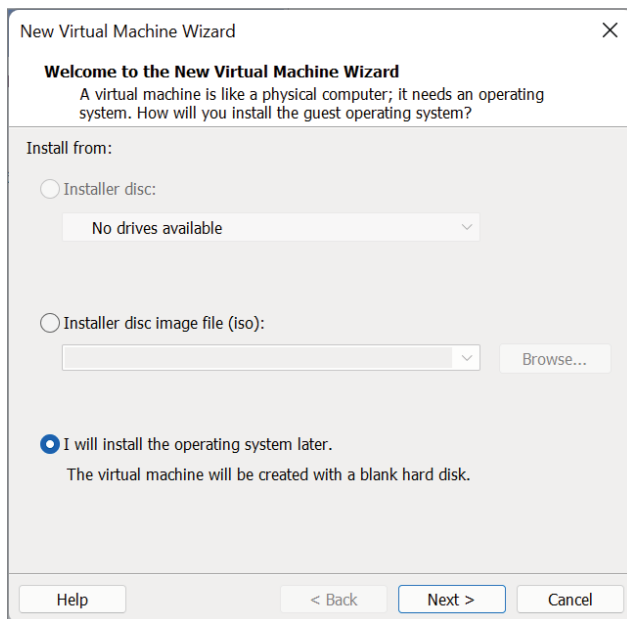 New Virtual Machine Wizard
Welcome to the New Virtual Machine Wizard
A virtual machine is like a physical computer; it needs an operating
system. How will you install the guest operating system?
Install from:
Installer disc:
No drives available
Installer disc image file (iso):
Browse...
I will install the operating system later.
The virtual machine will be created with a blank hard disk.
Help
< Back
Next >
Cancel